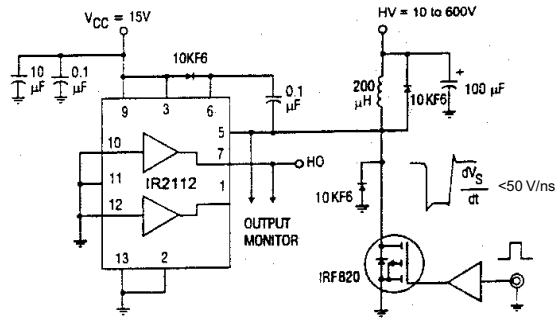 V_CC = 15V
HV = 10 to 600V
10KF6
10 μF
0.1 μF
0.1 μF
200 μH
10KF6
100 μF
9
3
6
5
10
7
HO
IR2112
11
1
12
10KF6
dV_S
dt
<50 V/ns
OUTPUT
MONITOR
13
2
IRF820
+